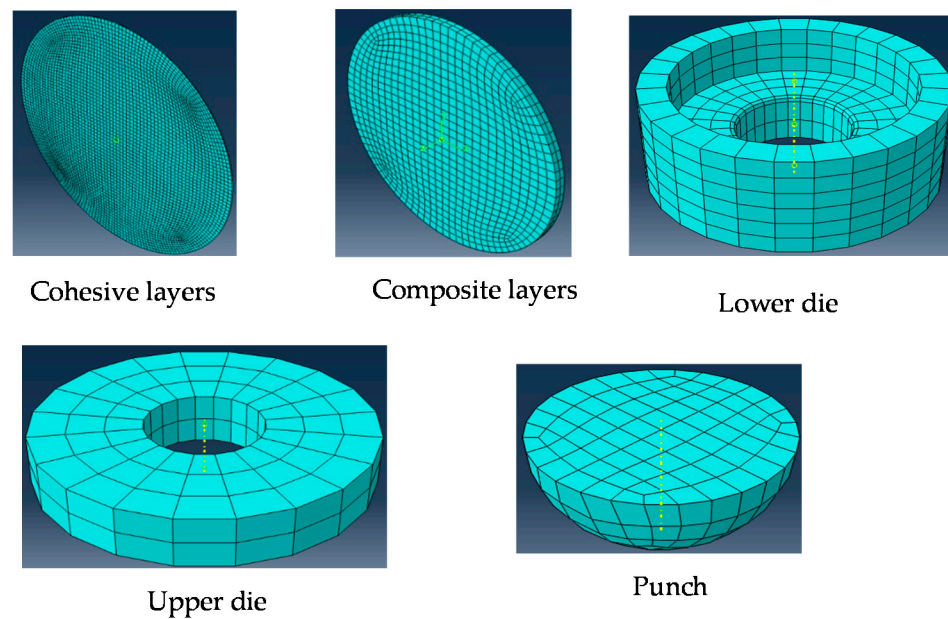 Cohesive layers
Composite layers
Lower die
Upper die
Punch